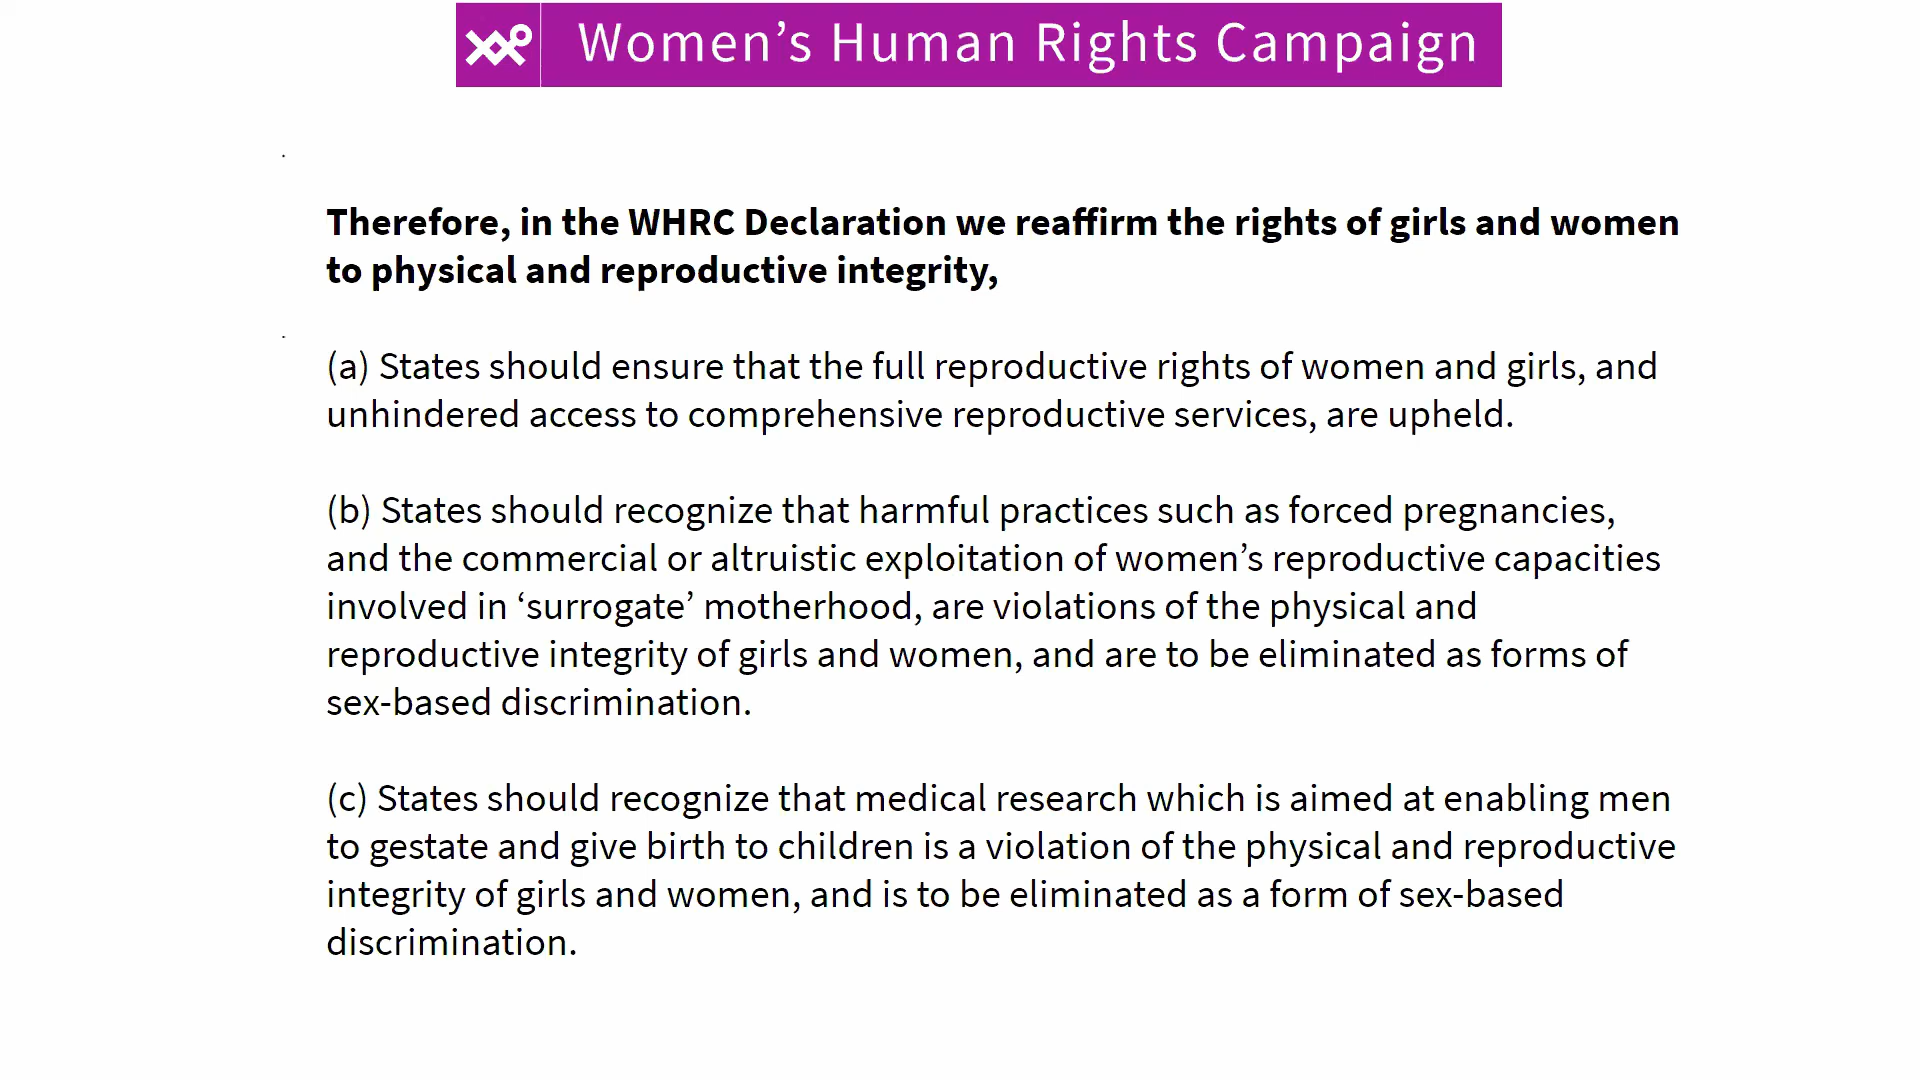 Women’s Human Rights Campaign
Therefore, in the WHRC Declaration we reaffirm the rights of girls and women
to physical and reproductive integrity,
(a) States should ensure that the full reproductive rights of women and girls, and
unhindered access to comprehensive reproductive services, are upheld.
(b) States should recognize that harmful practices such as forced pregnancies,
and the commercial or altruistic exploitation of women’s reproductive capacities
involved in ‘surrogate’ motherhood, are violations of the physical and
reproductive integrity of girls and women, and are to be eliminated as forms of
sex-based discrimination.
(c) States should recognize that medical research which is aimed at enabling men
to gestate and give birth to children is a violation of the physical and reproductive
integrity of girls and women, and is to be eliminated as a form of sex-based
discrimination.